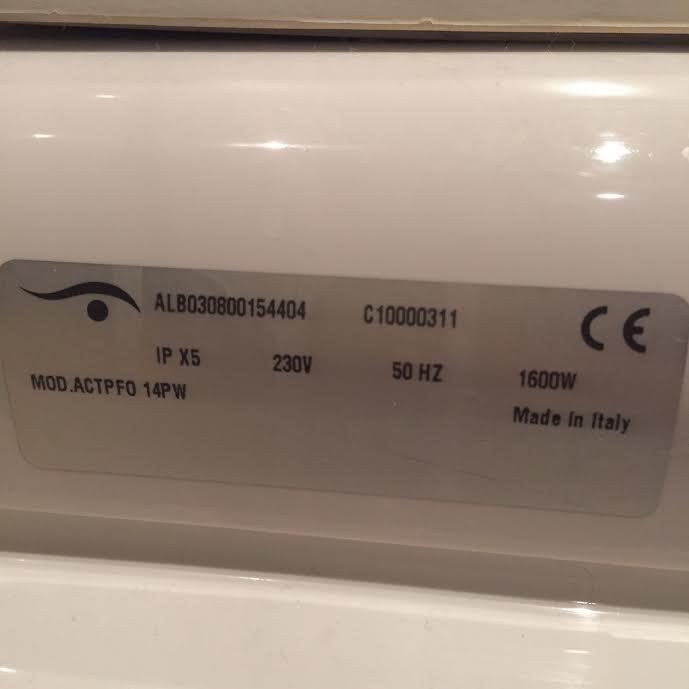 ALB030800154404 C10000311 CE
IP X5 230V 50 HZ 1600W
MOD.ACTPFO 14PW
Made in Italy